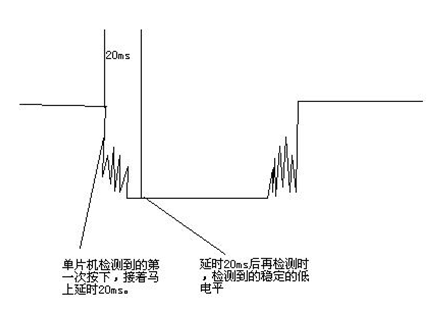 20ms
单片机检测到的第
一次按下，接着马
上延时20ms。
延时20ms后再检测时
，检测到的稳定的低
电平